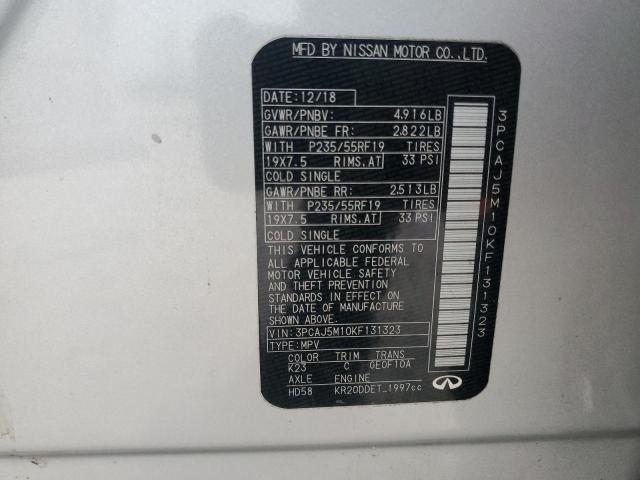 MFD BY NISSAN MOTOR CO.,LTD.
DATE: 12/18
GVWR/PNBV: 4.916LB
GAWR/PNBE FR: 2.822LB
WITH P235/55RF19 TIRES
19X7.5 RIMS.AT 33 PSI
COLD SINGLE
GAWR/PNBE RR: 2.513LB
WITH P235/55RF19 TIRES
19X7.5 RIMS.AT 33 PSI
COLD SINGLE
THIS VEHICLE CONFORMS TO
ALL APPLICABLE FEDERAL
MOTOR VEHICLE SAFETY
AND THEFT PREVENTION
STANDARDS IN EFFECT ON
THE DATE OF MANUFACTURE
SHOWN ABOVE.
VIN: 3PCAJ5M10KF131323
TYPE: MPV
COLOR TRIM TRANS
K23 C GE0F10A
AXLE ENGINE
HD58 KR20DDET_1997cc
INFINITI
3PCAJ5M10KF131323